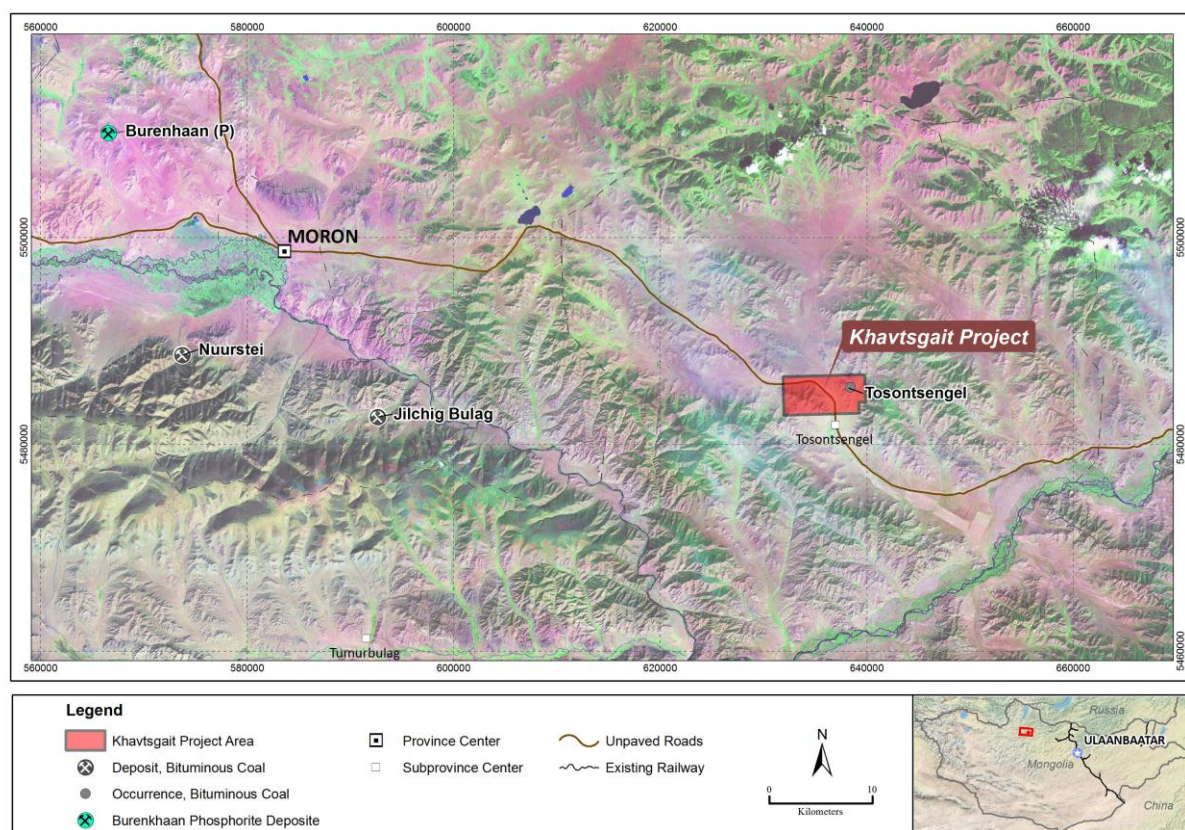 560000 580000 600000 620000 640000 660000
Burenhaan (P)
5500000 5500000
MORON
Khavtsgait Project
Nuurstei
Tosontsengel
Jilchig Bulag
Tosontsengel
5480000 5480000
Tumurbulag
5460000
560000 580000 600000 620000 640000 660000
Legend
Khavtsgait Project Area
Deposit, Bituminous Coal
Occurrence, Bituminous Coal
Burenkhaan Phosphorite Deposite
Province Center
Subprovince Center
Unpaved Roads
Existing Railway
N
0 10
Kilometers
Russia
ULAANBAATAR
Mongolia
China